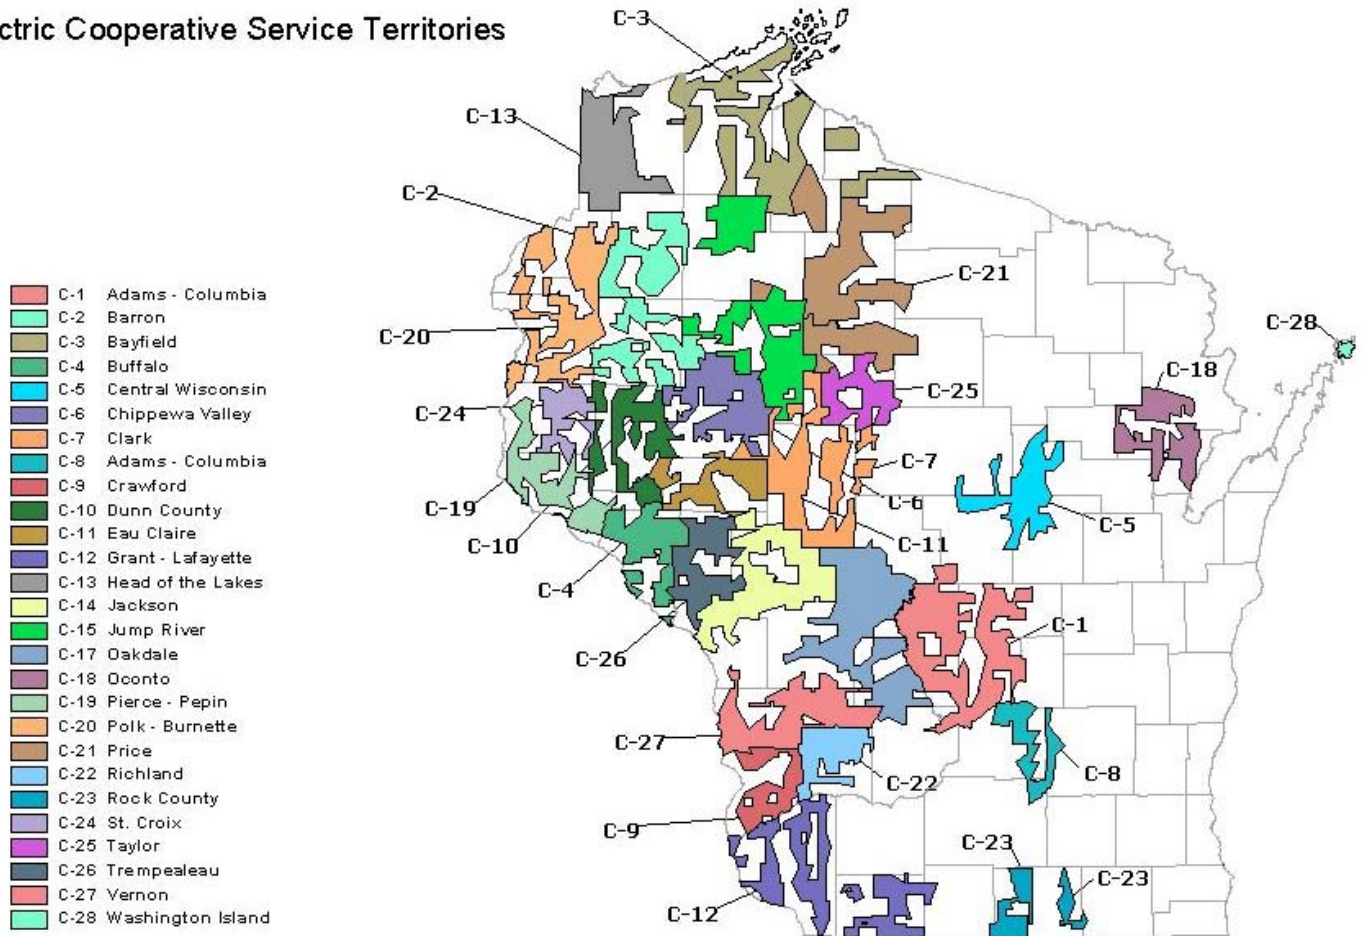 ctric Cooperative Service Territories
C-3
C-13
C-2
C-21
C-20
C-28
C-18
C-25
C-24
C-7
C-6
C-19
C-5
C-10
C-11
C-4
C-1
C-26
C-27
C-8
C-22
C-9
C-23
C-23
C-12
C-1 Adams - Columbia
C-2 Barron
C-3 Bayfield
C-4 Buffalo
C-5 Central Wisconsin
C-6 Chippewa Valley
C-7 Clark
C-8 Adams - Columbia
C-9 Crawford
C-10 Dunn County
C-11 Eau Claire
C-12 Grant - Lafayette
C-13 Head of the Lakes
C-14 Jackson
C-15 Jump River
C-17 Oakdale
C-18 Oconto
C-19 Pierce - Pepin
C-20 Polk - Burnette
C-21 Price
C-22 Richland
C-23 Rock County
C-24 St. Croix
C-25 Taylor
C-26 Trempealeau
C-27 Vernon
C-28 Washington Island